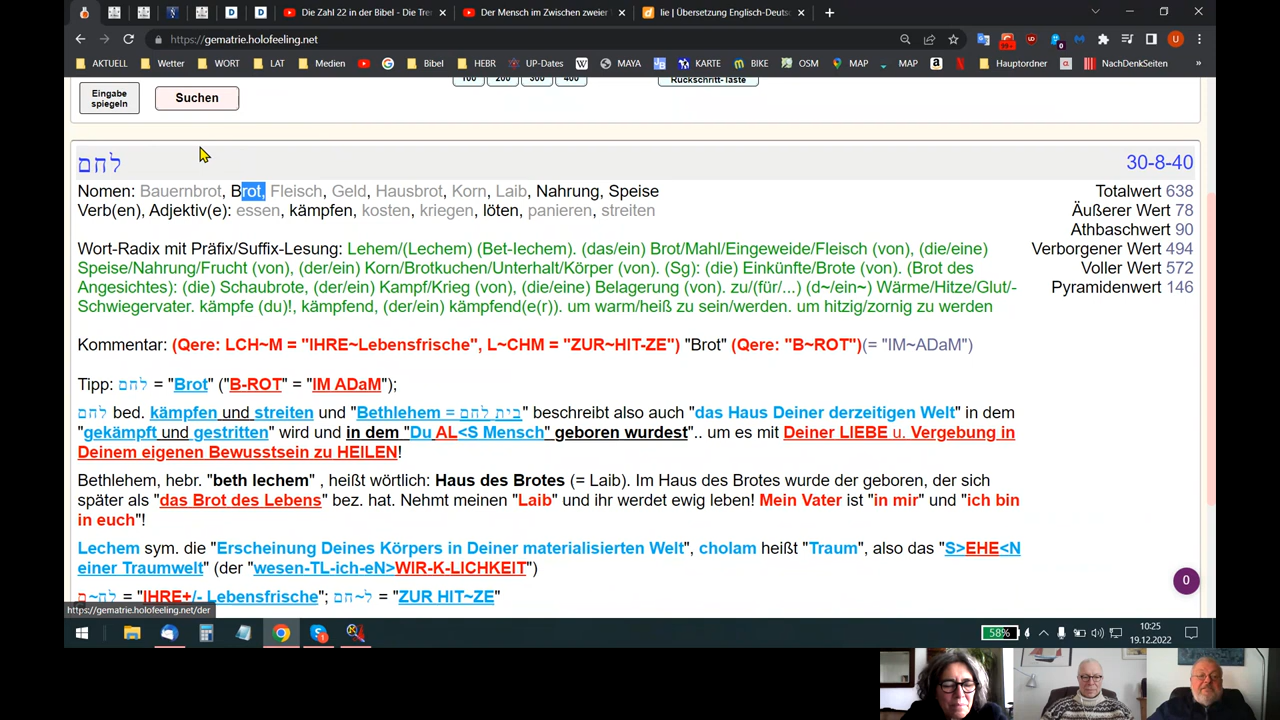 Die Zahl 22 in der Bibel - Die Tre
Der Mensch im Zwischen zweier
lie | Übersetzung Englisch-Deuts
https://gematrie.holofeeling.net
AKTUELL Wetter WORT LAT Medien Bibel HEBR UP-Dates MAYA KARTE BIKE OSM MAP MAP Hauptordner NachDenkSeiten
100 200 300 400 Rückschritt-Taste
Eingabe
spiegeln
Suchen
לחם 30-8-40
Nomen: Bauernbrot, Brot, Fleisch, Geld, Hausbrot, Korn, Laib, Nahrung, Speise
Totalwert 638
Verb(en), Adjektiv(e): essen, kämpfen, kosten, kriegen, löten, panieren, streiten
Äußerer Wert 78
Athbaschwert 90
Verborgener Wert 494
Voller Wert 572
Pyramidenwert 146
Wort-Radix mit Präfix/Suffix-Lesung: Lehem/(Lechem) (Bet-lechem). (das/ein) Brot/Mahl/Eingeweide/Fleisch (von), (die/eine)
Speise/Nahrung/Frucht (von), (der/ein) Korn/Brotkuchen/Unterhalt/Körper (von). (Sg): (die) Einkünfte/Brote (von). (Brot des
Angesichtes): (die) Schaubrote, (der/ein) Kampf/Krieg (von), (die/eine) Belagerung (von). zu/(für/...) (d~/ein~) Wärme/Hitze/Glut/-
Schwiegervater. kämpfe (du)!, kämpfend, (der/ein) kämpfend(e(r)). um warm/heiß zu sein/werden. um hitzig/zornig zu werden
Kommentar: (Qere: LCH~M = "IHRE~Lebensfrische", L~CHM = "ZUR~HIT-ZE") "Brot" (Qere: "B~ROT")(= "IM~ADaM")
Tipp: לחם = "Brot" ("B-ROT" = "IM ADaM");
לחם bed. kämpfen und streiten und "Bethlehem = בית לחם" beschreibt also auch "das Haus Deiner derzeitigen Welt" in dem
"gekämpft und gestritten" wird und in dem "Du AL<S Mensch" geboren wurdest".. um es mit Deiner LIEBE u. Vergebung in
Deinem eigenen Bewusstsein zu HEILEN!
Bethlehem, hebr. "beth lechem" , heißt wörtlich: Haus des Brotes (= Laib). Im Haus des Brotes wurde der geboren, der sich
später als "das Brot des Lebens" bez. hat. Nehmt meinen "Laib" und ihr werdet ewig leben! Mein Vater ist "in mir" und "ich bin
in euch"!
Lechem sym. die "Erscheinung Deines Körpers in Deiner materialisierten Welt", cholam heißt "Traum", also das "S>EHE<N
einer Traumwelt" (der "wesen-TL-ich-eN>WIR-K-LICHKEIT")
לח~ם = "IHRE+/- Lebensfrische"; ל~חם = "ZUR HIT~ZE"
0
https://gematrie.holofeeling.net/der
58%
10:25
19.12.2022